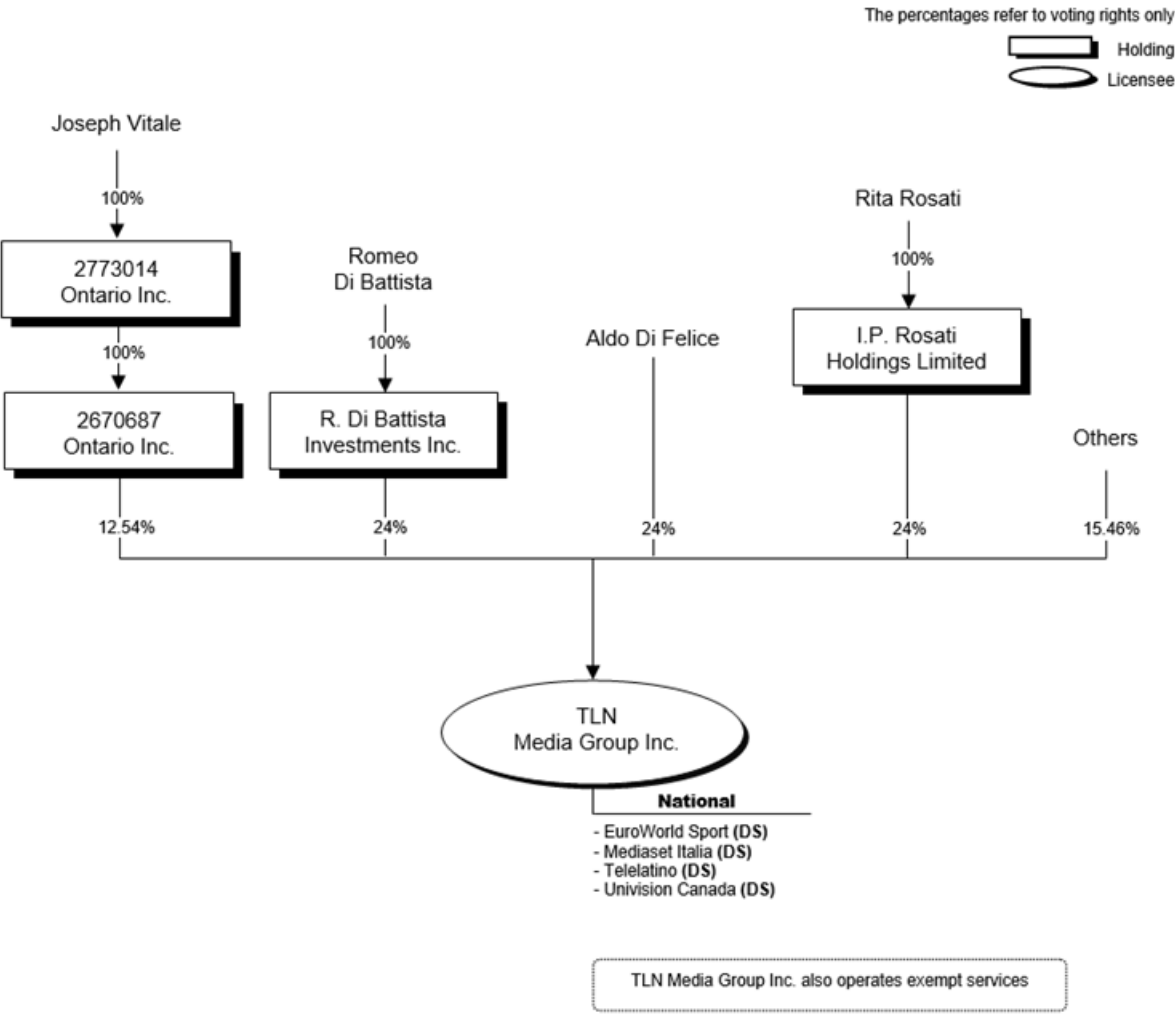 The percentages refer to voting rights only
Holding
Licensee
Joseph Vitale
100%
2773014
Ontario Inc.
100%
2670687
Ontario Inc.
12.54%
Romeo
Di Battista
100%
R. Di Battista
Investments Inc.
24%
Aldo Di Felice
24%
Rita Rosati
100%
I.P. Rosati
Holdings Limited
24%
Others
15.46%
TLN
Media Group Inc.
National
- EuroWorld Sport (DS)
- Mediaset Italia (DS)
- Telelatino (DS)
- Univision Canada (DS)
TLN Media Group Inc. also operates exempt services